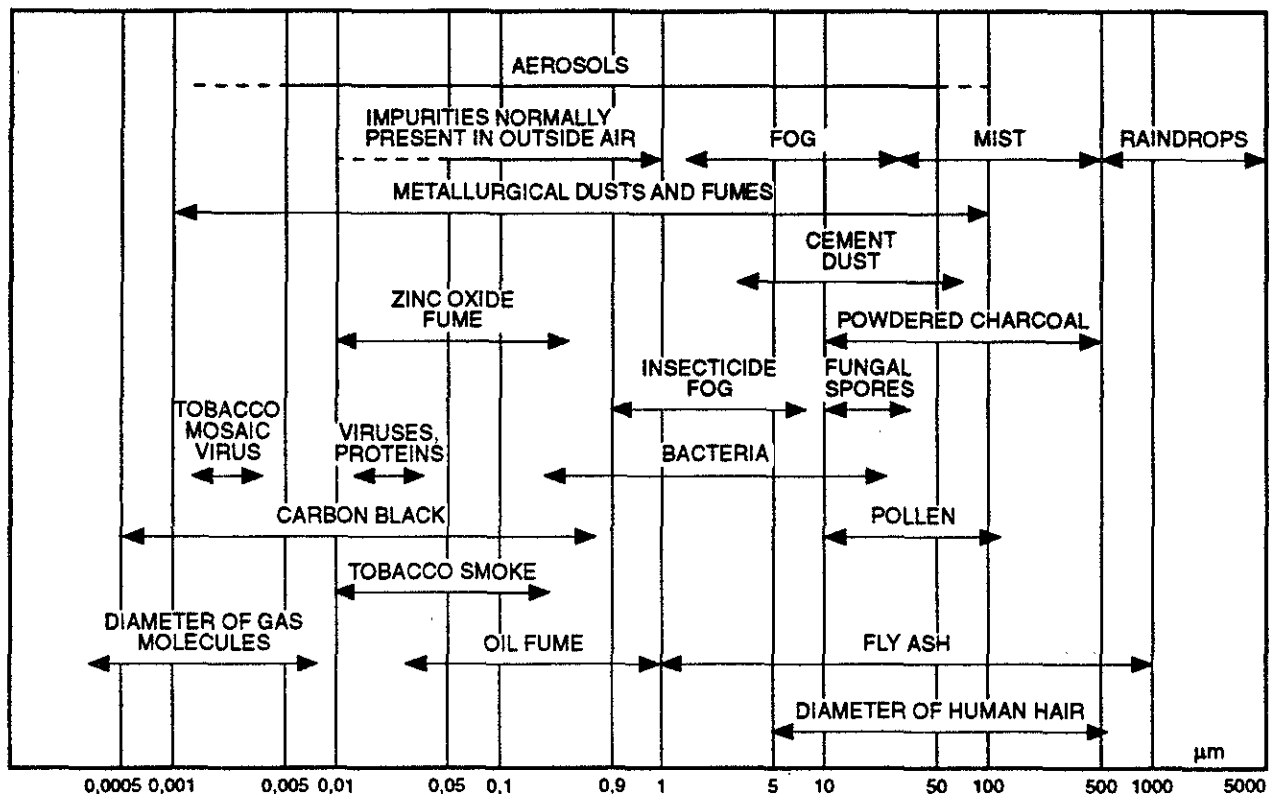 AEROSOLS
IMPURITIES NORMALLY
PRESENT IN OUTSIDE AIR
FOG
MIST
RAINDROPS
METALLURGICAL DUSTS AND FUMES
CEMENT
DUST
ZINC OXIDE
FUME
POWDERED CHARCOAL
INSECTICIDE
FOG
FUNGAL
SPORES
TOBACCO
MOSAIC
VIRUS
VIRUSES,
PROTEINS
BACTERIA
CARBON BLACK
POLLEN
TOBACCO SMOKE
DIAMETER OF GAS
MOLECULES
OIL FUME
FLY ASH
DIAMETER OF HUMAN HAIR
µm
0,0005 0,001 0,005 0,01 0,05 0,1 0,9 1 5 10 50 100 500 1000 5000